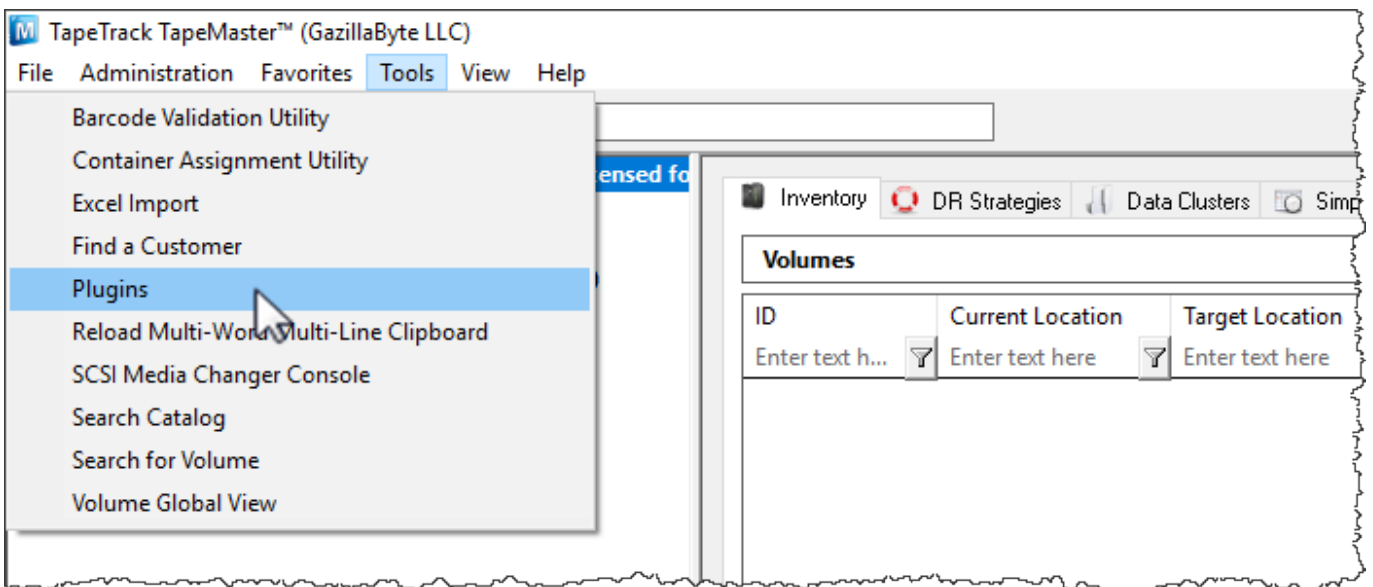 TapeTrack TapeMaster™ (GazillaByte LLC)
File Administration Favorites Tools View Help
Barcode Validation Utility
Container Assignment Utility
Excel Import
Find a Customer
Plugins
Reload Multi-Word Multi-Line Clipboard
SCSI Media Changer Console
Search Catalog
Search for Volume
Volume Global View
ensed fo
Inventory DR Strategies Data Clusters Simp
Volumes
ID Current Location Target Location
Enter text h... Enter text here Enter text here